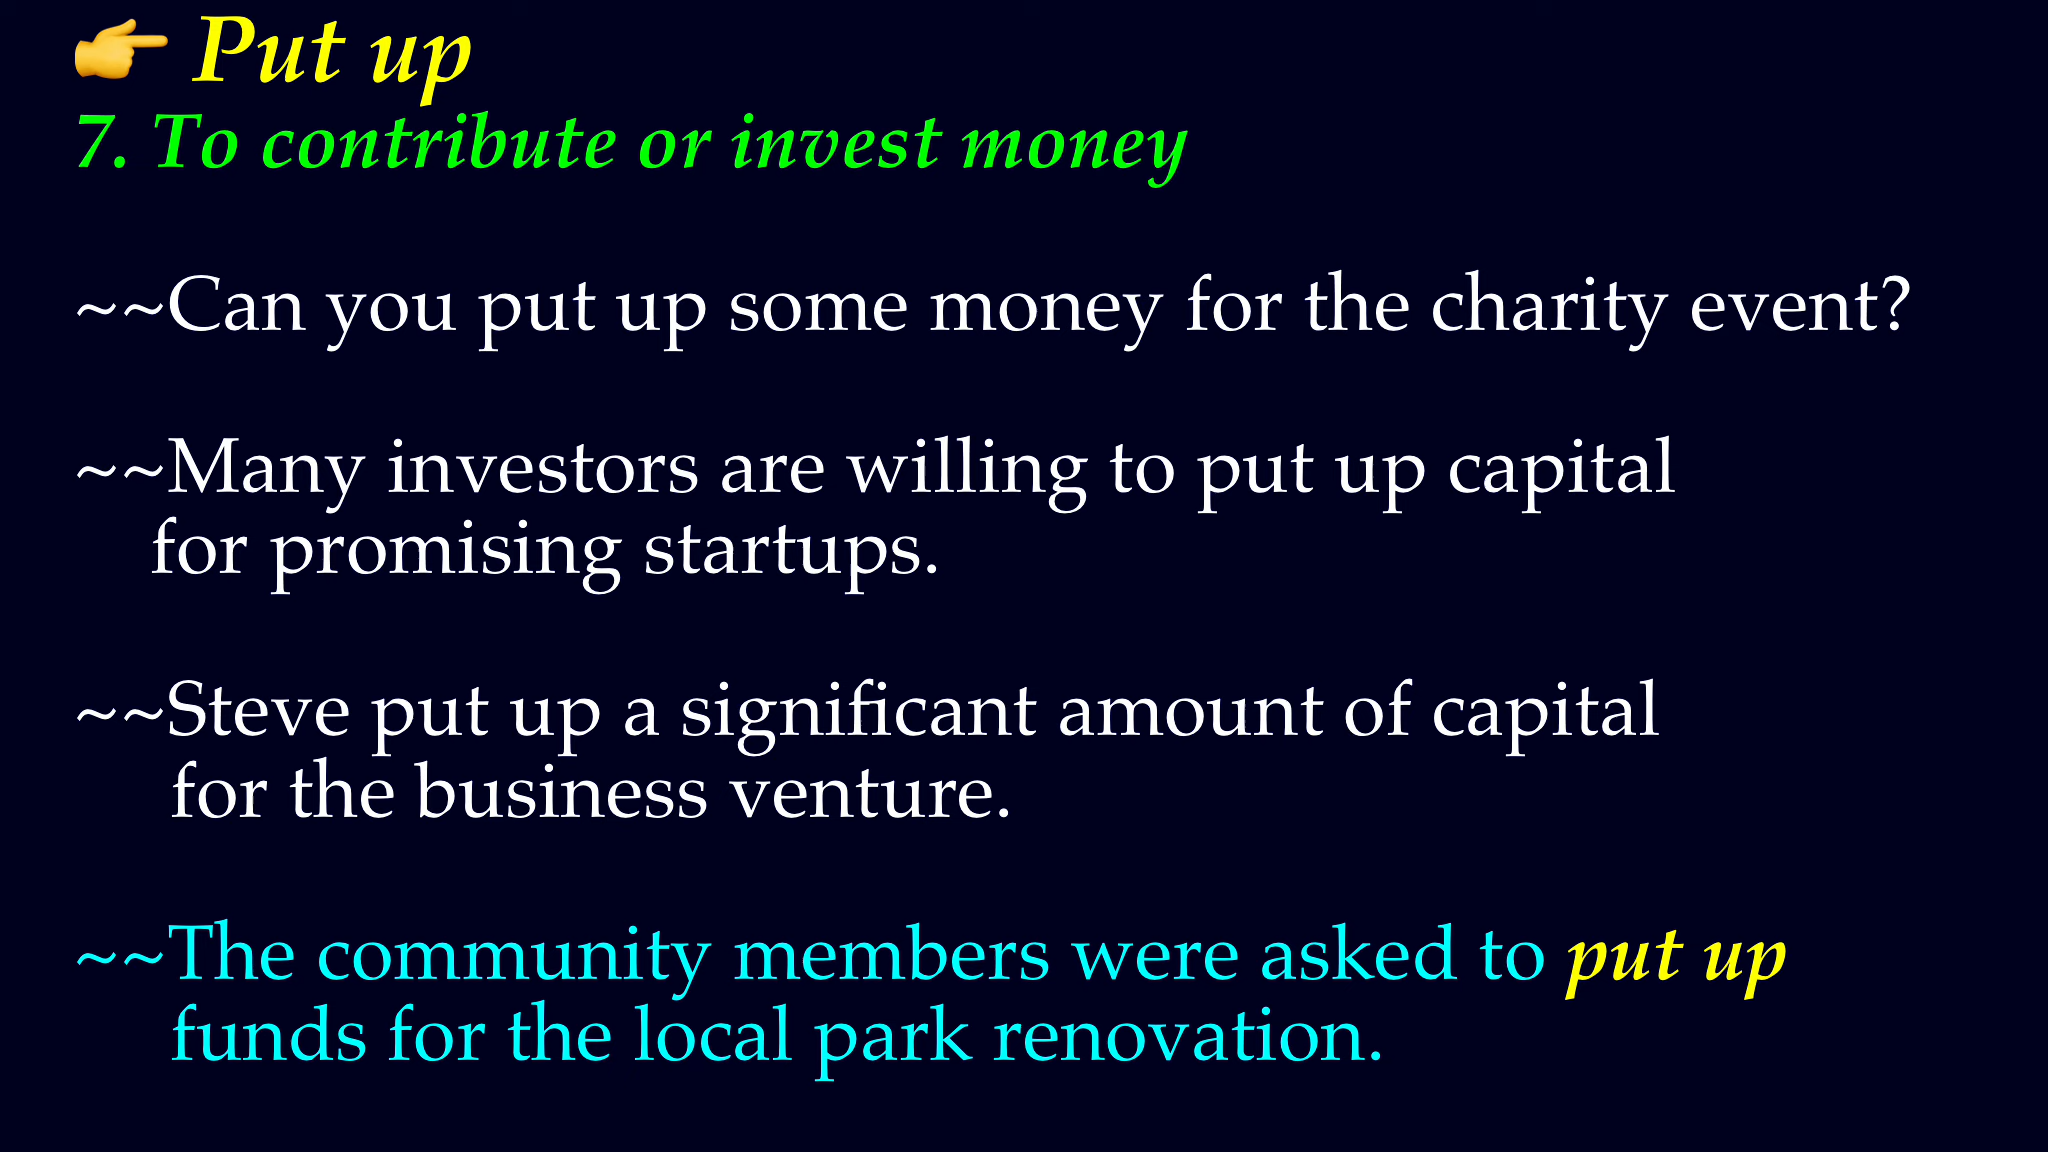 👉 Put up
7. To contribute or invest money
~~Can you put up some money for the charity event?
~~Many investors are willing to put up capital
for promising startups.
~~Steve put up a significant amount of capital
for the business venture.
~~The community members were asked to put up
funds for the local park renovation.